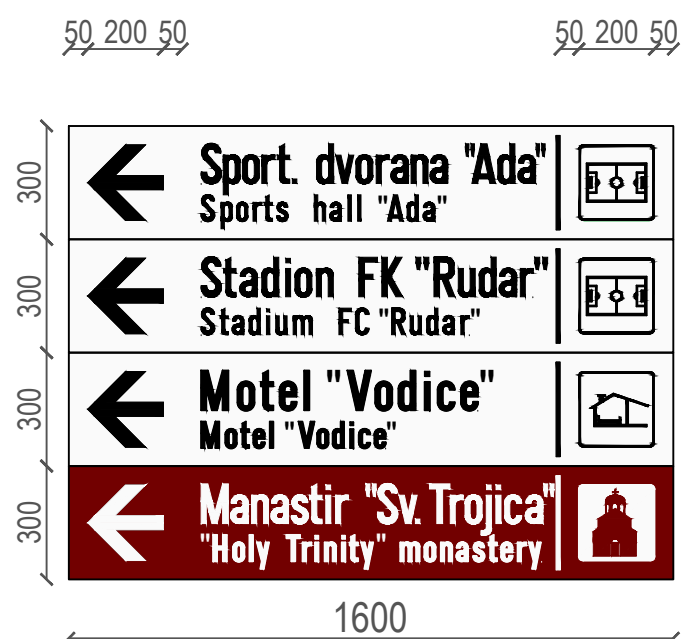 50 200 50 50 200 50
300
Sport. dvorana "Ada"
Sports hall "Ada"
300
Stadion FK "Rudar"
Stadium FC "Rudar"
300
Motel "Vodice"
Motel "Vodice"
300
Manastir "Sv. Trojica"
"Holy Trinity" monastery
1600